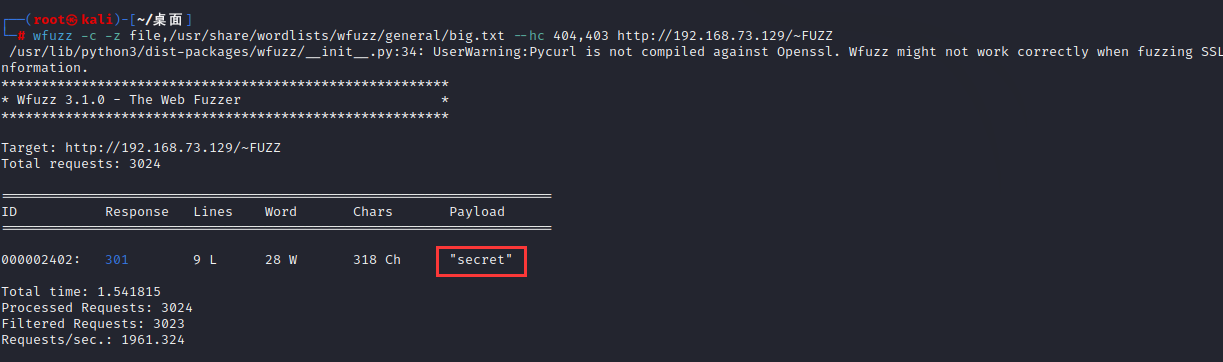 ┌──(root㉿kali)-[~/桌面]
└─# wfuzz -c -z file,/usr/share/wordlists/wfuzz/general/big.txt --hc 404,403 http://192.168.73.129/~FUZZ
 /usr/lib/python3/dist-packages/wfuzz/__init__.py:34: UserWarning:Pycurl is not compiled against Openssl. Wfuzz might not work correctly when fuzzing SSL
nformation.
********************************************************
* Wfuzz 3.1.0 - The Web Fuzzer                         *
********************************************************
Target: http://192.168.73.129/~FUZZ
Total requests: 3024
=====================================================================
ID           Response   Lines    Word       Chars       Payload
=====================================================================
000002402:   301        9 L      28 W       318 Ch      "secret"
Total time: 1.541815
Processed Requests: 3024
Filtered Requests: 3023
Requests/sec.: 1961.324